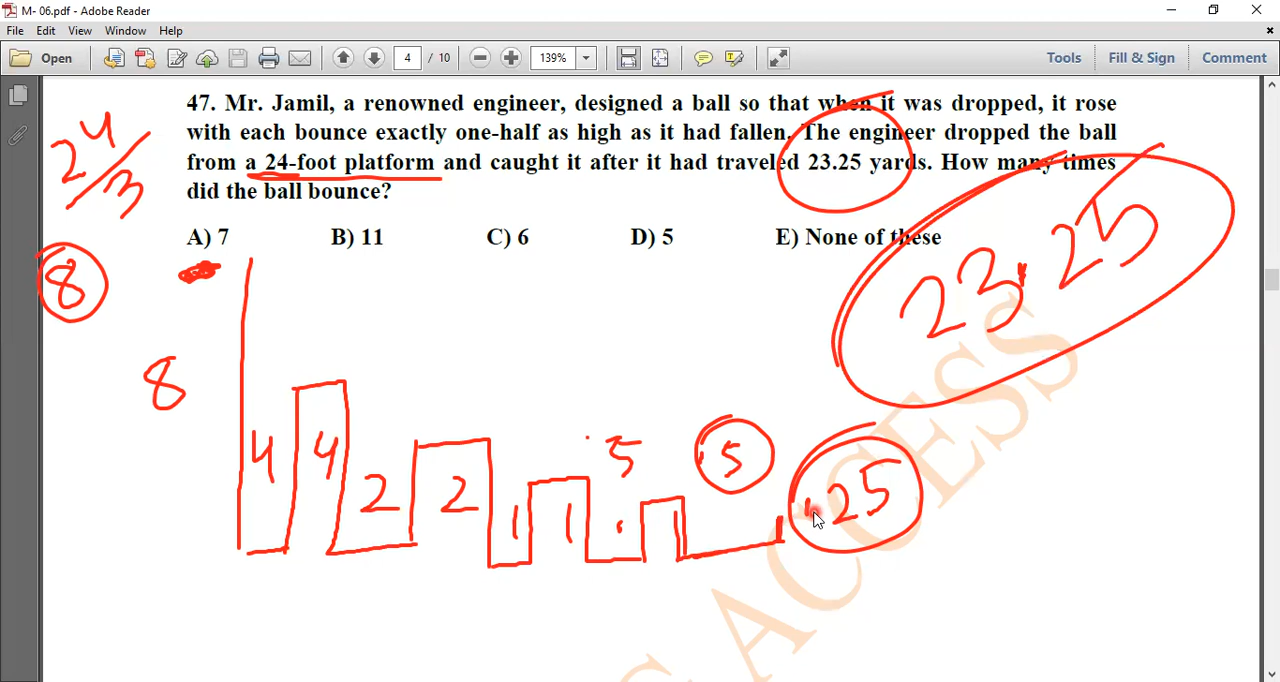 M- 06.pdf - Adobe Reader
File Edit View Window Help
Open 4 / 10 139% Tools Fill & Sign Comment
47. Mr. Jamil, a renowned engineer, designed a ball so that when it was dropped, it rose
with each bounce exactly one-half as high as it had fallen. The engineer dropped the ball
from a 24-foot platform and caught it after it had traveled 23.25 yards. How many times
did the ball bounce?
A) 7 B) 11 C) 6 D) 5 E) None of these
24/3
23.25
8
8
4 4 2 2 1 1 .5 .5 .25
ACCESS